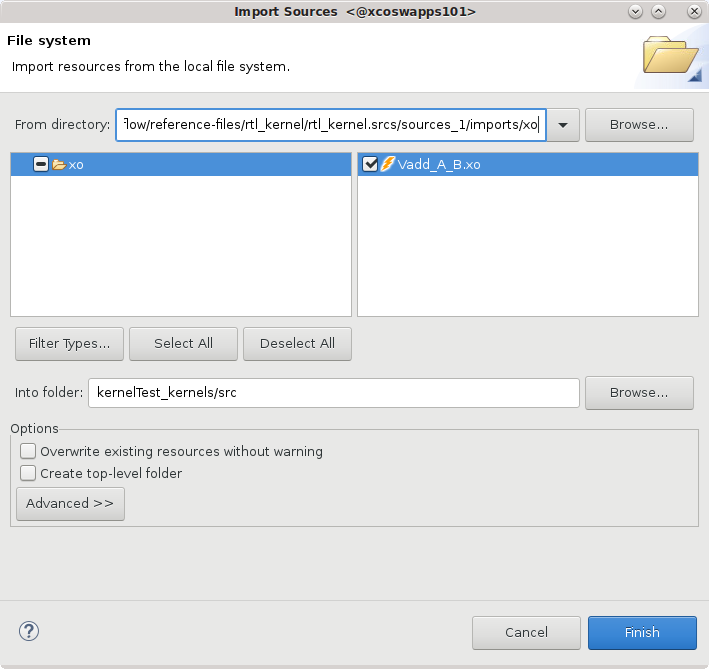 Import Sources <@xcoswapps101>
File system
Import resources from the local file system.
From directory: low/reference-files/rtl_kernel/rtl_kernel.srcs/sources_1/imports/xo Browse...
xo
Vadd_A_B.xo
Filter Types... Select All Deselect All
Into folder: kernelTest_kernels/src Browse...
Options
Overwrite existing resources without warning
Create top-level folder
Advanced >>
? Cancel Finish